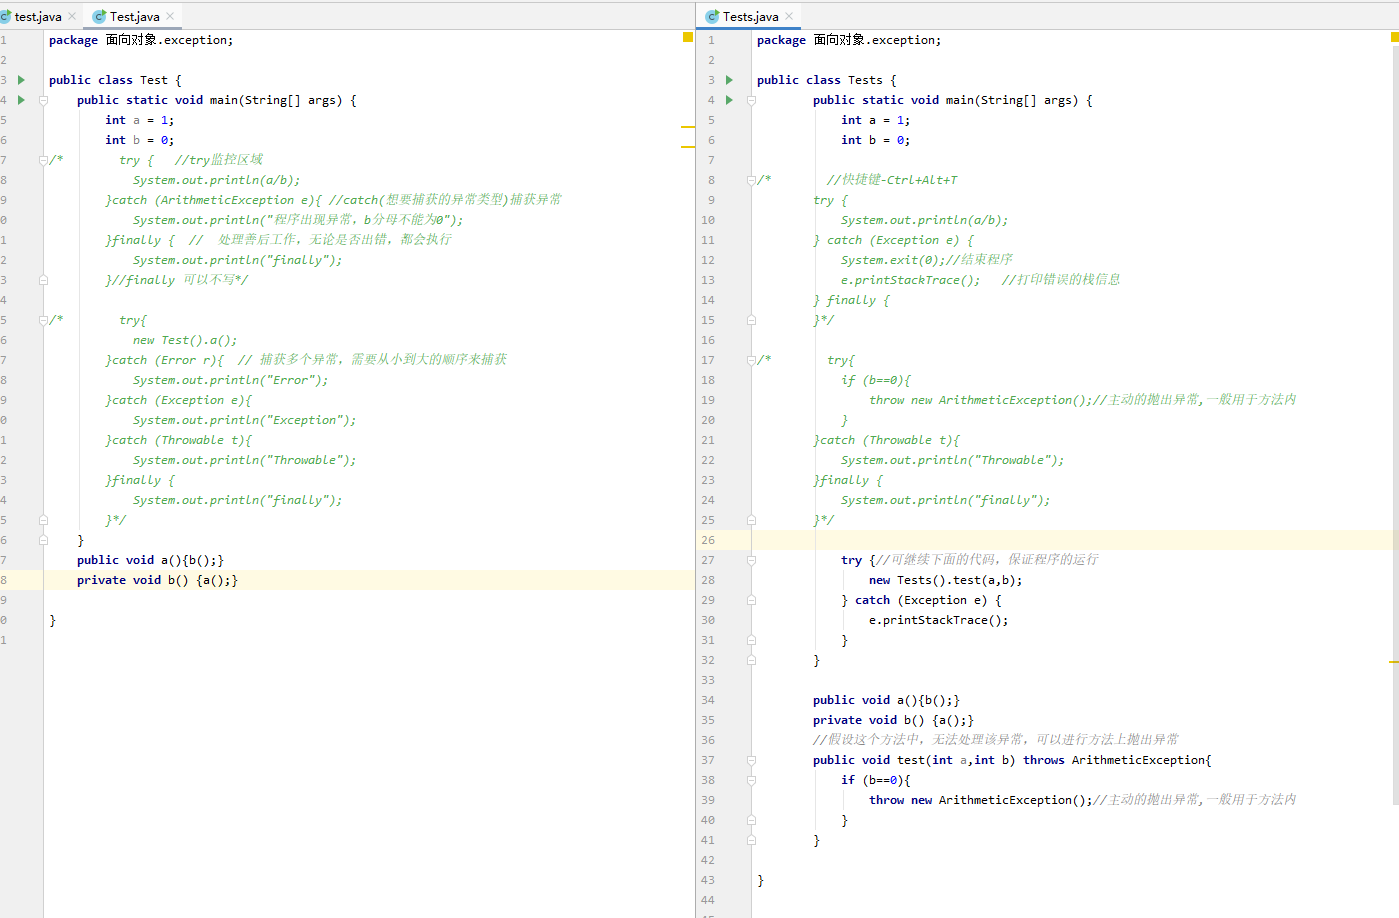 test.java
Test.java
1 package 面向对象.exception;
2
3 public class Test {
4 public static void main(String[] args) {
5 int a = 1;
6 int b = 0;
7 /* try { //try监控区域
8 System.out.println(a/b);
9 }catch (ArithmeticException e){ //catch(想要捕获的异常类型)捕获异常
0 System.out.println("程序出现异常，b分母不能为0");
1 }finally { // 处理善后工作，无论是否出错，都会执行
2 System.out.println("finally");
3 }//finally 可以不写*/
4
5 /* try{
6 new Test().a();
7 }catch (Error r){ // 捕获多个异常，需要从小到大的顺序来捕获
8 System.out.println("Error");
9 }catch (Exception e){
0 System.out.println("Exception");
1 }catch (Throwable t){
2 System.out.println("Throwable");
3 }finally {
4 System.out.println("finally");
5 }*/
6 }
7 public void a(){b();}
8 private void b() {a();}
9
0 }
1
Tests.java
1 package 面向对象.exception;
2
3 public class Tests {
4 public static void main(String[] args) {
5 int a = 1;
6 int b = 0;
7
8 /* //快捷键-Ctrl+Alt+T
9 try {
10 System.out.println(a/b);
11 } catch (Exception e) {
12 System.exit(0);//结束程序
13 e.printStackTrace(); //打印错误的栈信息
14 } finally {
15 }*/
16
17 /* try{
18 if (b==0){
19 throw new ArithmeticException();//主动的抛出异常,一般用于方法内
20 }
21 }catch (Throwable t){
22 System.out.println("Throwable");
23 }finally {
24 System.out.println("finally");
25 }*/
26
27 try {//可继续下面的代码，保证程序的运行
28 new Tests().test(a,b);
29 } catch (Exception e) {
30 e.printStackTrace();
31 }
32 }
33
34 public void a(){b();}
35 private void b() {a();}
36 //假设这个方法中，无法处理该异常，可以进行方法上抛出异常
37 public void test(int a,int b) throws ArithmeticException{
38 if (b==0){
39 throw new ArithmeticException();//主动的抛出异常,一般用于方法内
40 }
41 }
42
43 }
44